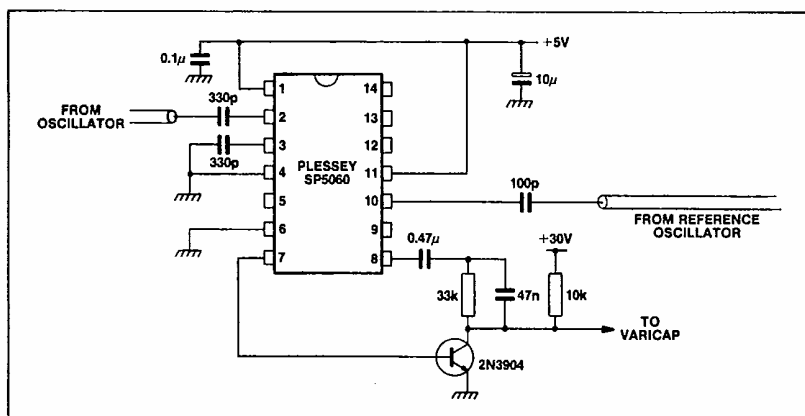 0.1μ
+5V
10μ
FROM
OSCILLATOR
330p
330p
1
2
3
4
5
6
7
14
13
12
11
10
9
8
PLESSEY
SP5060
100p
FROM REFERENCE
OSCILLATOR
0.47μ
+30V
33k
47n
10k
TO
VARICAP
2N3904